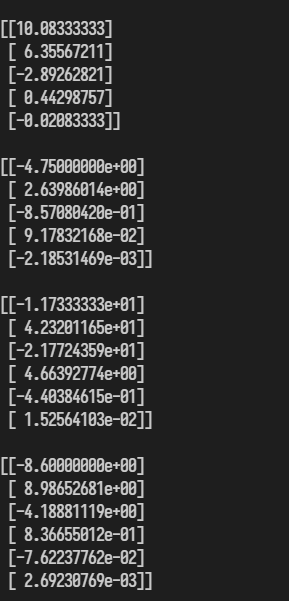 [[10.08333333]
 [ 6.35567211]
 [-2.89262821]
 [ 0.44298757]
 [-0.02083333]]
[[-4.75000000e+00]
 [ 2.63986014e+00]
 [-8.57080420e-01]
 [ 9.17832168e-02]
 [-2.18531469e-03]]
[[-1.17333333e+01]
 [ 4.23201165e+01]
 [-2.17724359e+01]
 [ 4.66392774e+00]
 [-4.40384615e-01]
 [ 1.52564103e-02]]
[[-8.60000000e+00]
 [ 8.98652681e+00]
 [-4.18881119e+00]
 [ 8.36655012e-01]
 [-7.62237762e-02]
 [ 2.69230769e-03]]